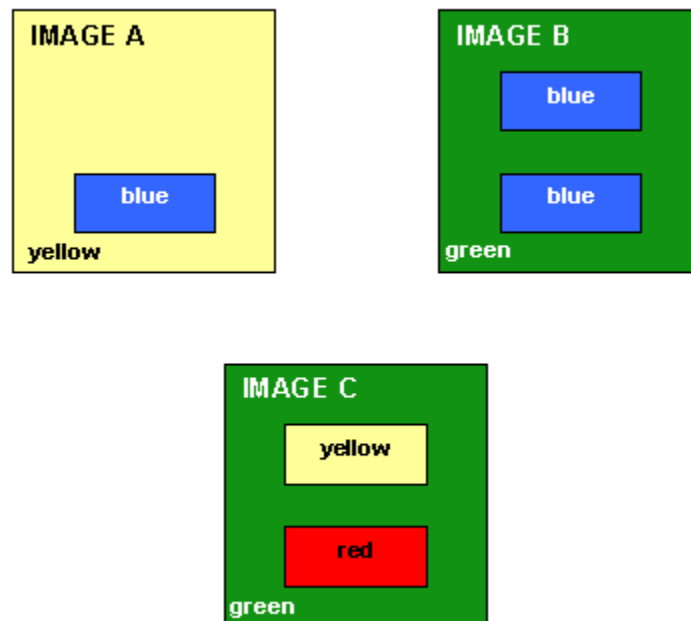 IMAGE A
blue
yellow
IMAGE B
blue
blue
green
IMAGE C
yellow
red
green